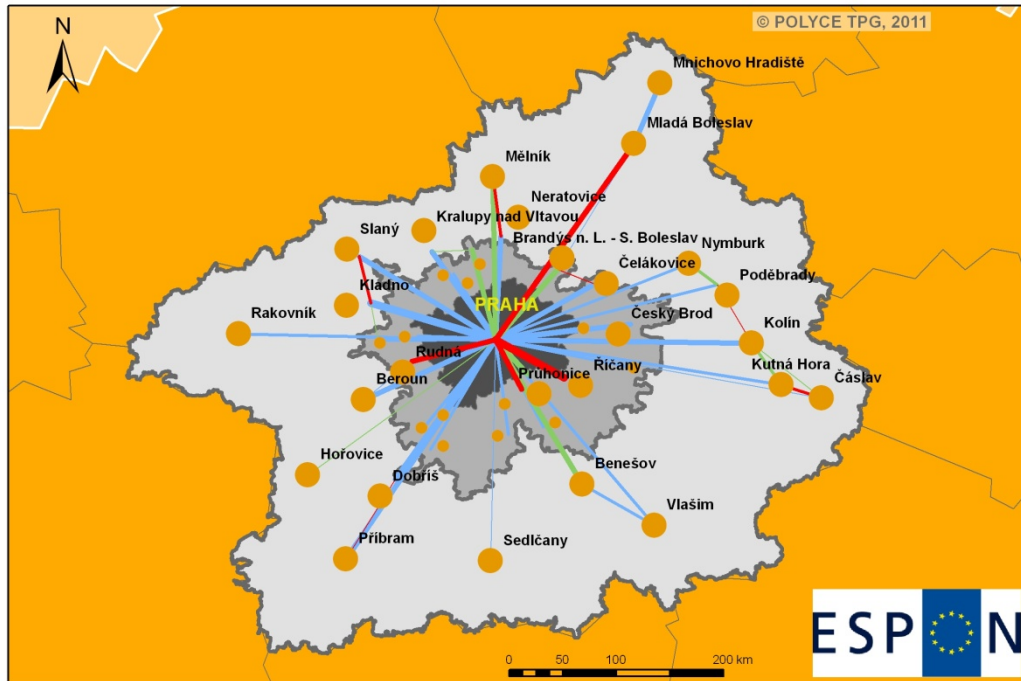 © POLYCE TPG, 2011
N
Mnichovo Hradiště
Mladá Boleslav
Mělník
Neratovice
Kralupy nad Vltavou
Slaný
Brandýs n. L. - S. Boleslav
Nymburk
Čelákovice
Poděbrady
Kladno
PRAHA
Rakovník
Český Brod
Kolín
Rudná
Říčany
Kutná Hora
Beroun
Průhonice
Čáslav
Hořovice
Benešov
Dobříš
Vlašim
Příbram
Sedlčany
ESPON
0 50 100 200 km